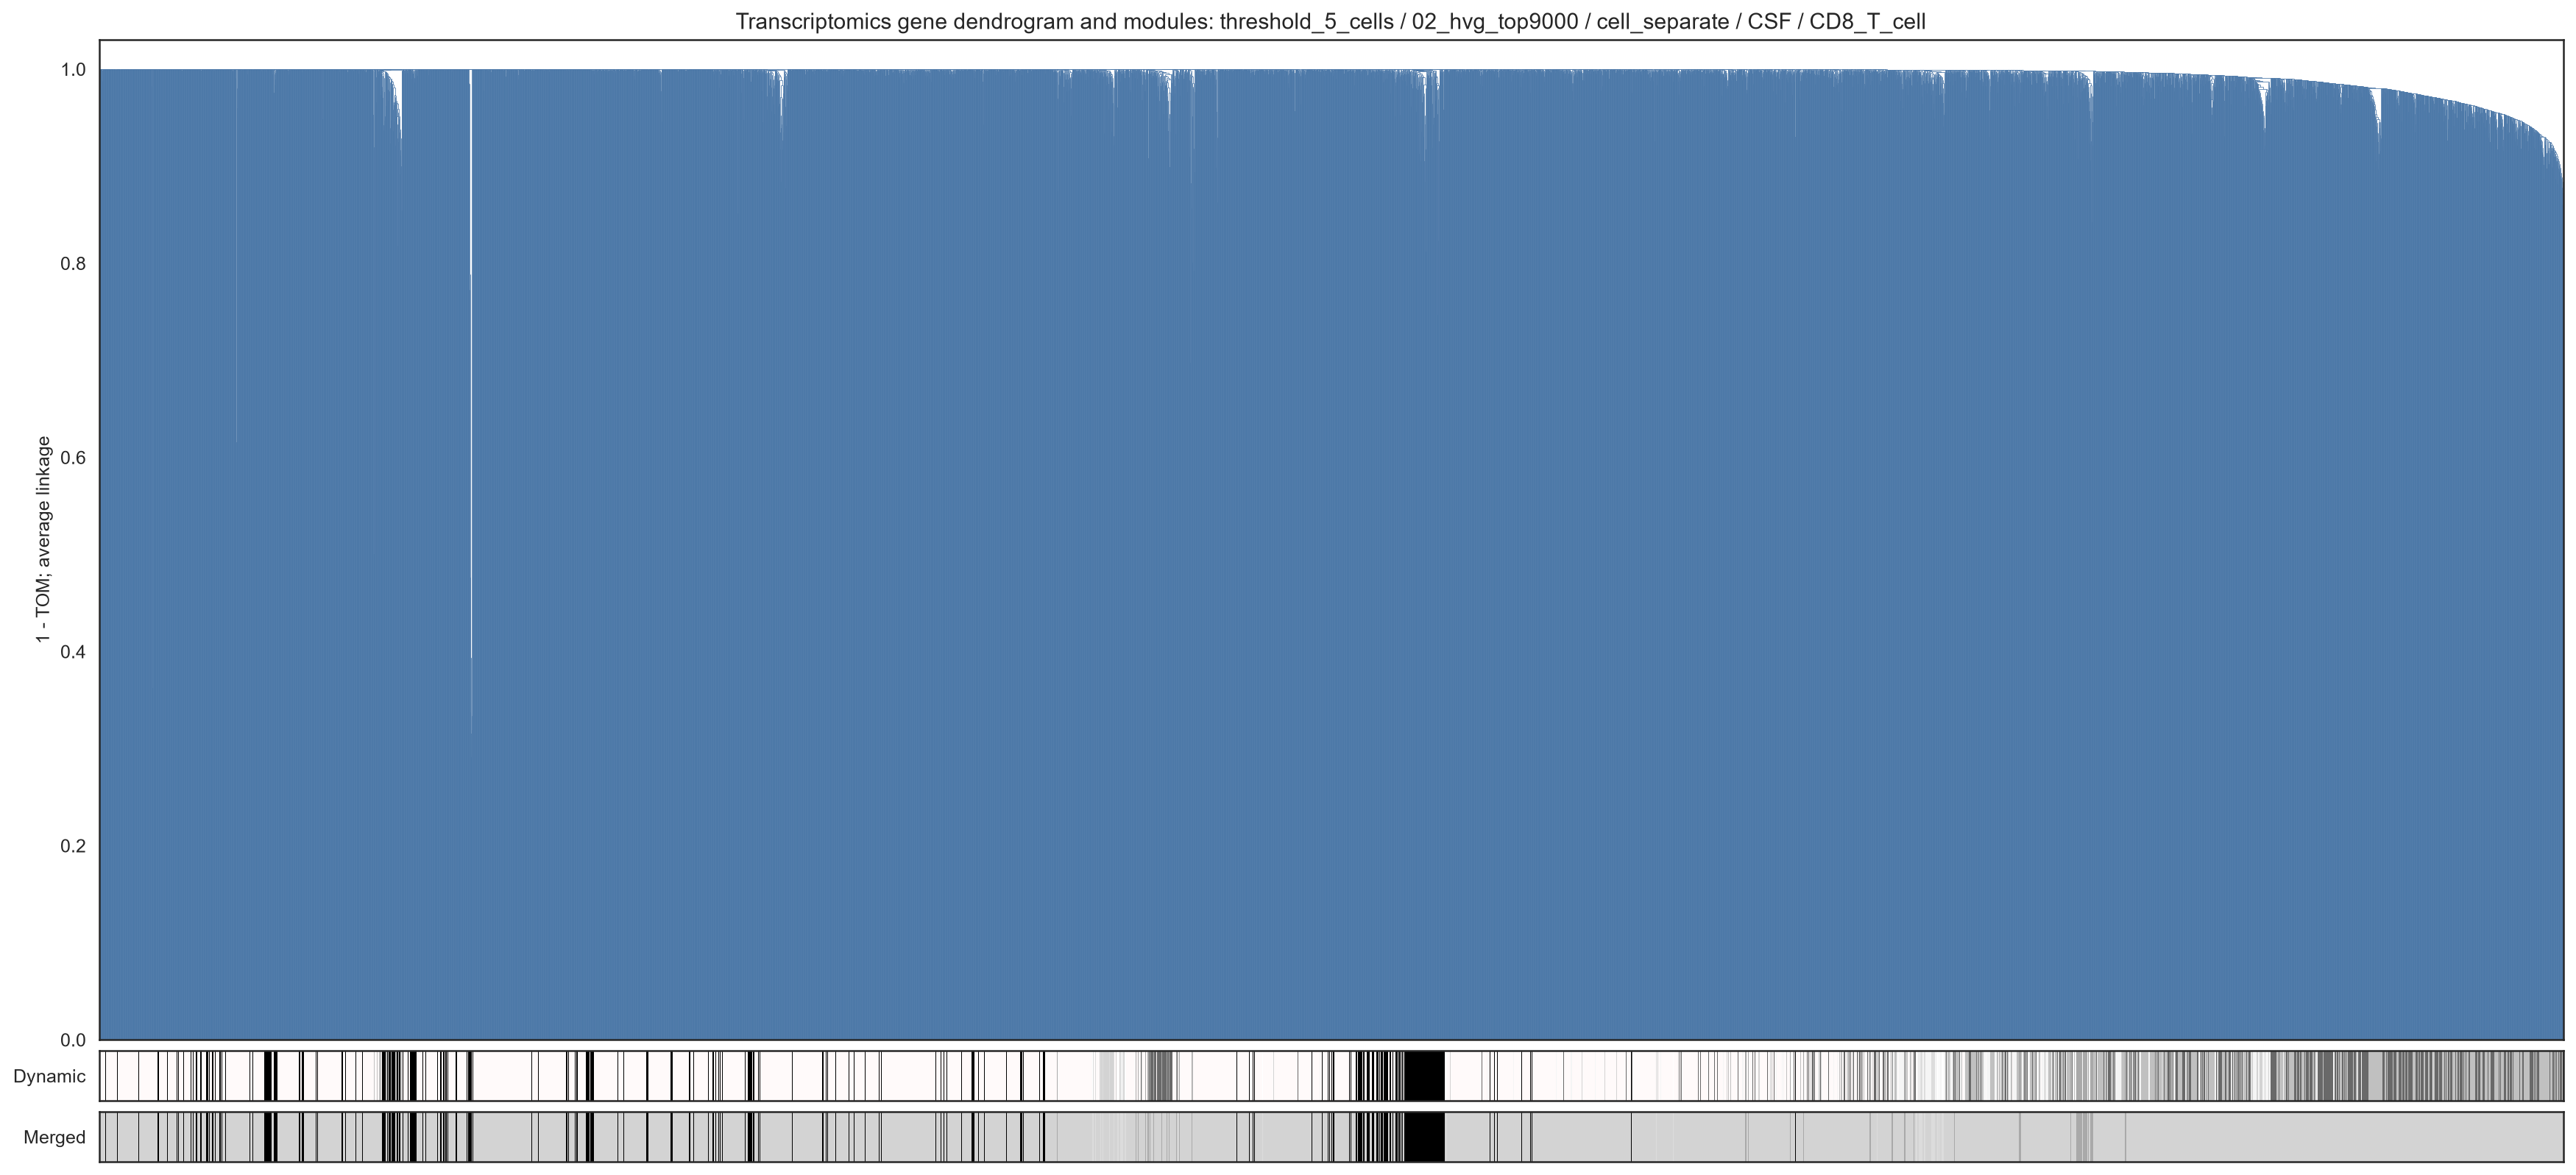 Transcriptomics gene dendrogram and modules: threshold_5_cells / 02_hvg_top9000 / cell_separate / CSF / CD8_T_cell
1.0
0.8
0.6
0.4
0.2
0.0
1 - TOM; average linkage
Dynamic
Merged